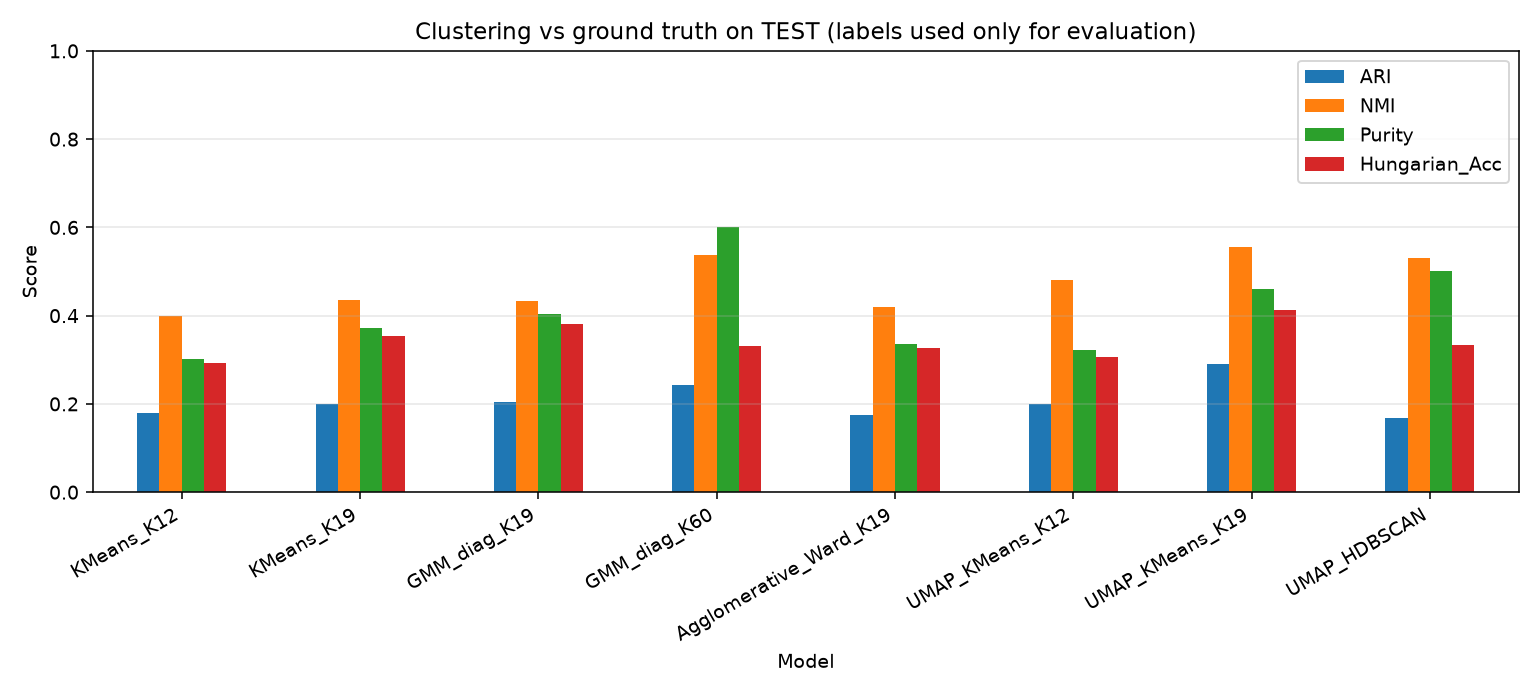 Clustering vs ground truth on TEST (labels used only for evaluation)
1.0
0.8
0.6
0.4
0.2
0.0
Score
ARI
NMI
Purity
Hungarian_Acc
KMeans_K12
KMeans_K19
GMM_diag_K19
GMM_diag_K60
Agglomerative_Ward_K19
UMAP_KMeans_K12
UMAP_KMeans_K19
UMAP_HDBSCAN
Model